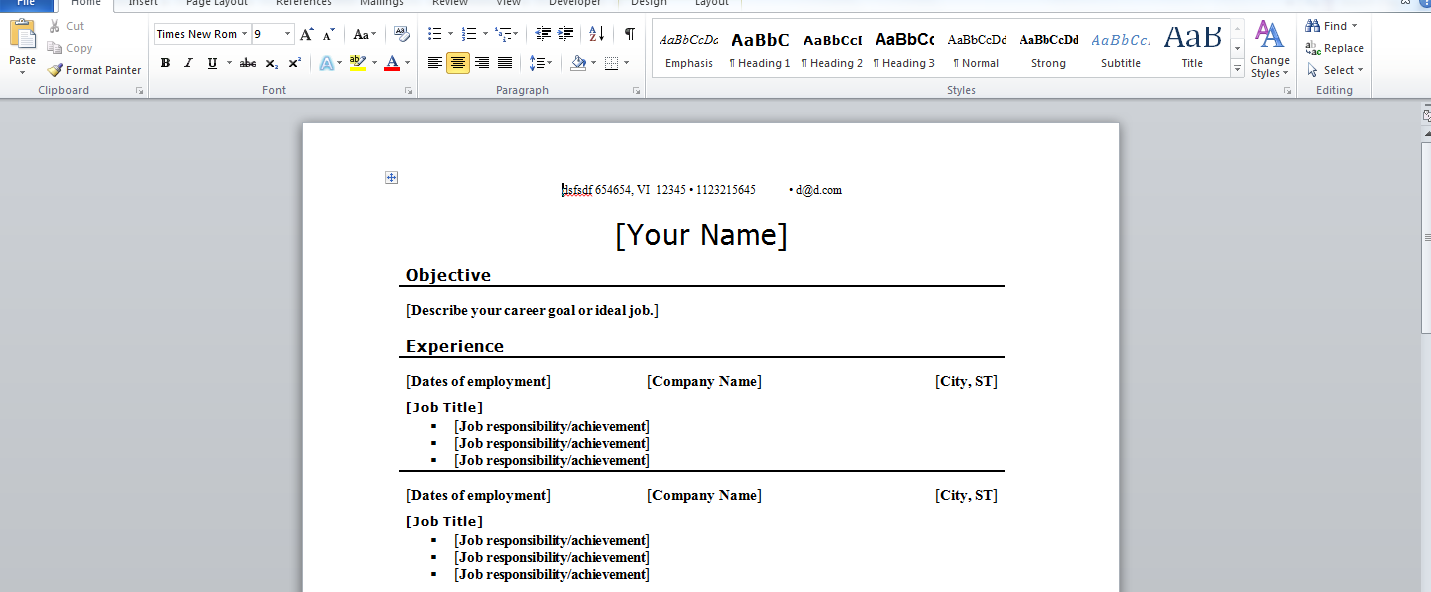 File Home Insert Page Layout References Mailings Review View Developer Design Layout
Cut
Copy
Paste
Format Painter
Clipboard
Times New Rom 9
Font
Paragraph
AaBbCcDc AaBbC AaBbCcI AaBbCc AaBbCcDd AaBbCcDd AaBbCc. AaB
Emphasis ¶ Heading 1 ¶ Heading 2 ¶ Heading 3 ¶ Normal Strong Subtitle Title
Styles
Change
Styles
Find
Replace
Select
Editing
dsfsdf 654654, VI 12345 • 1123215645 • d@d.com
[Your Name]
Objective
[Describe your career goal or ideal job.]
Experience
[Dates of employment] [Company Name] [City, ST]
[Job Title]
▪ [Job responsibility/achievement]
▪ [Job responsibility/achievement]
▪ [Job responsibility/achievement]
[Dates of employment] [Company Name] [City, ST]
[Job Title]
▪ [Job responsibility/achievement]
▪ [Job responsibility/achievement]
▪ [Job responsibility/achievement]